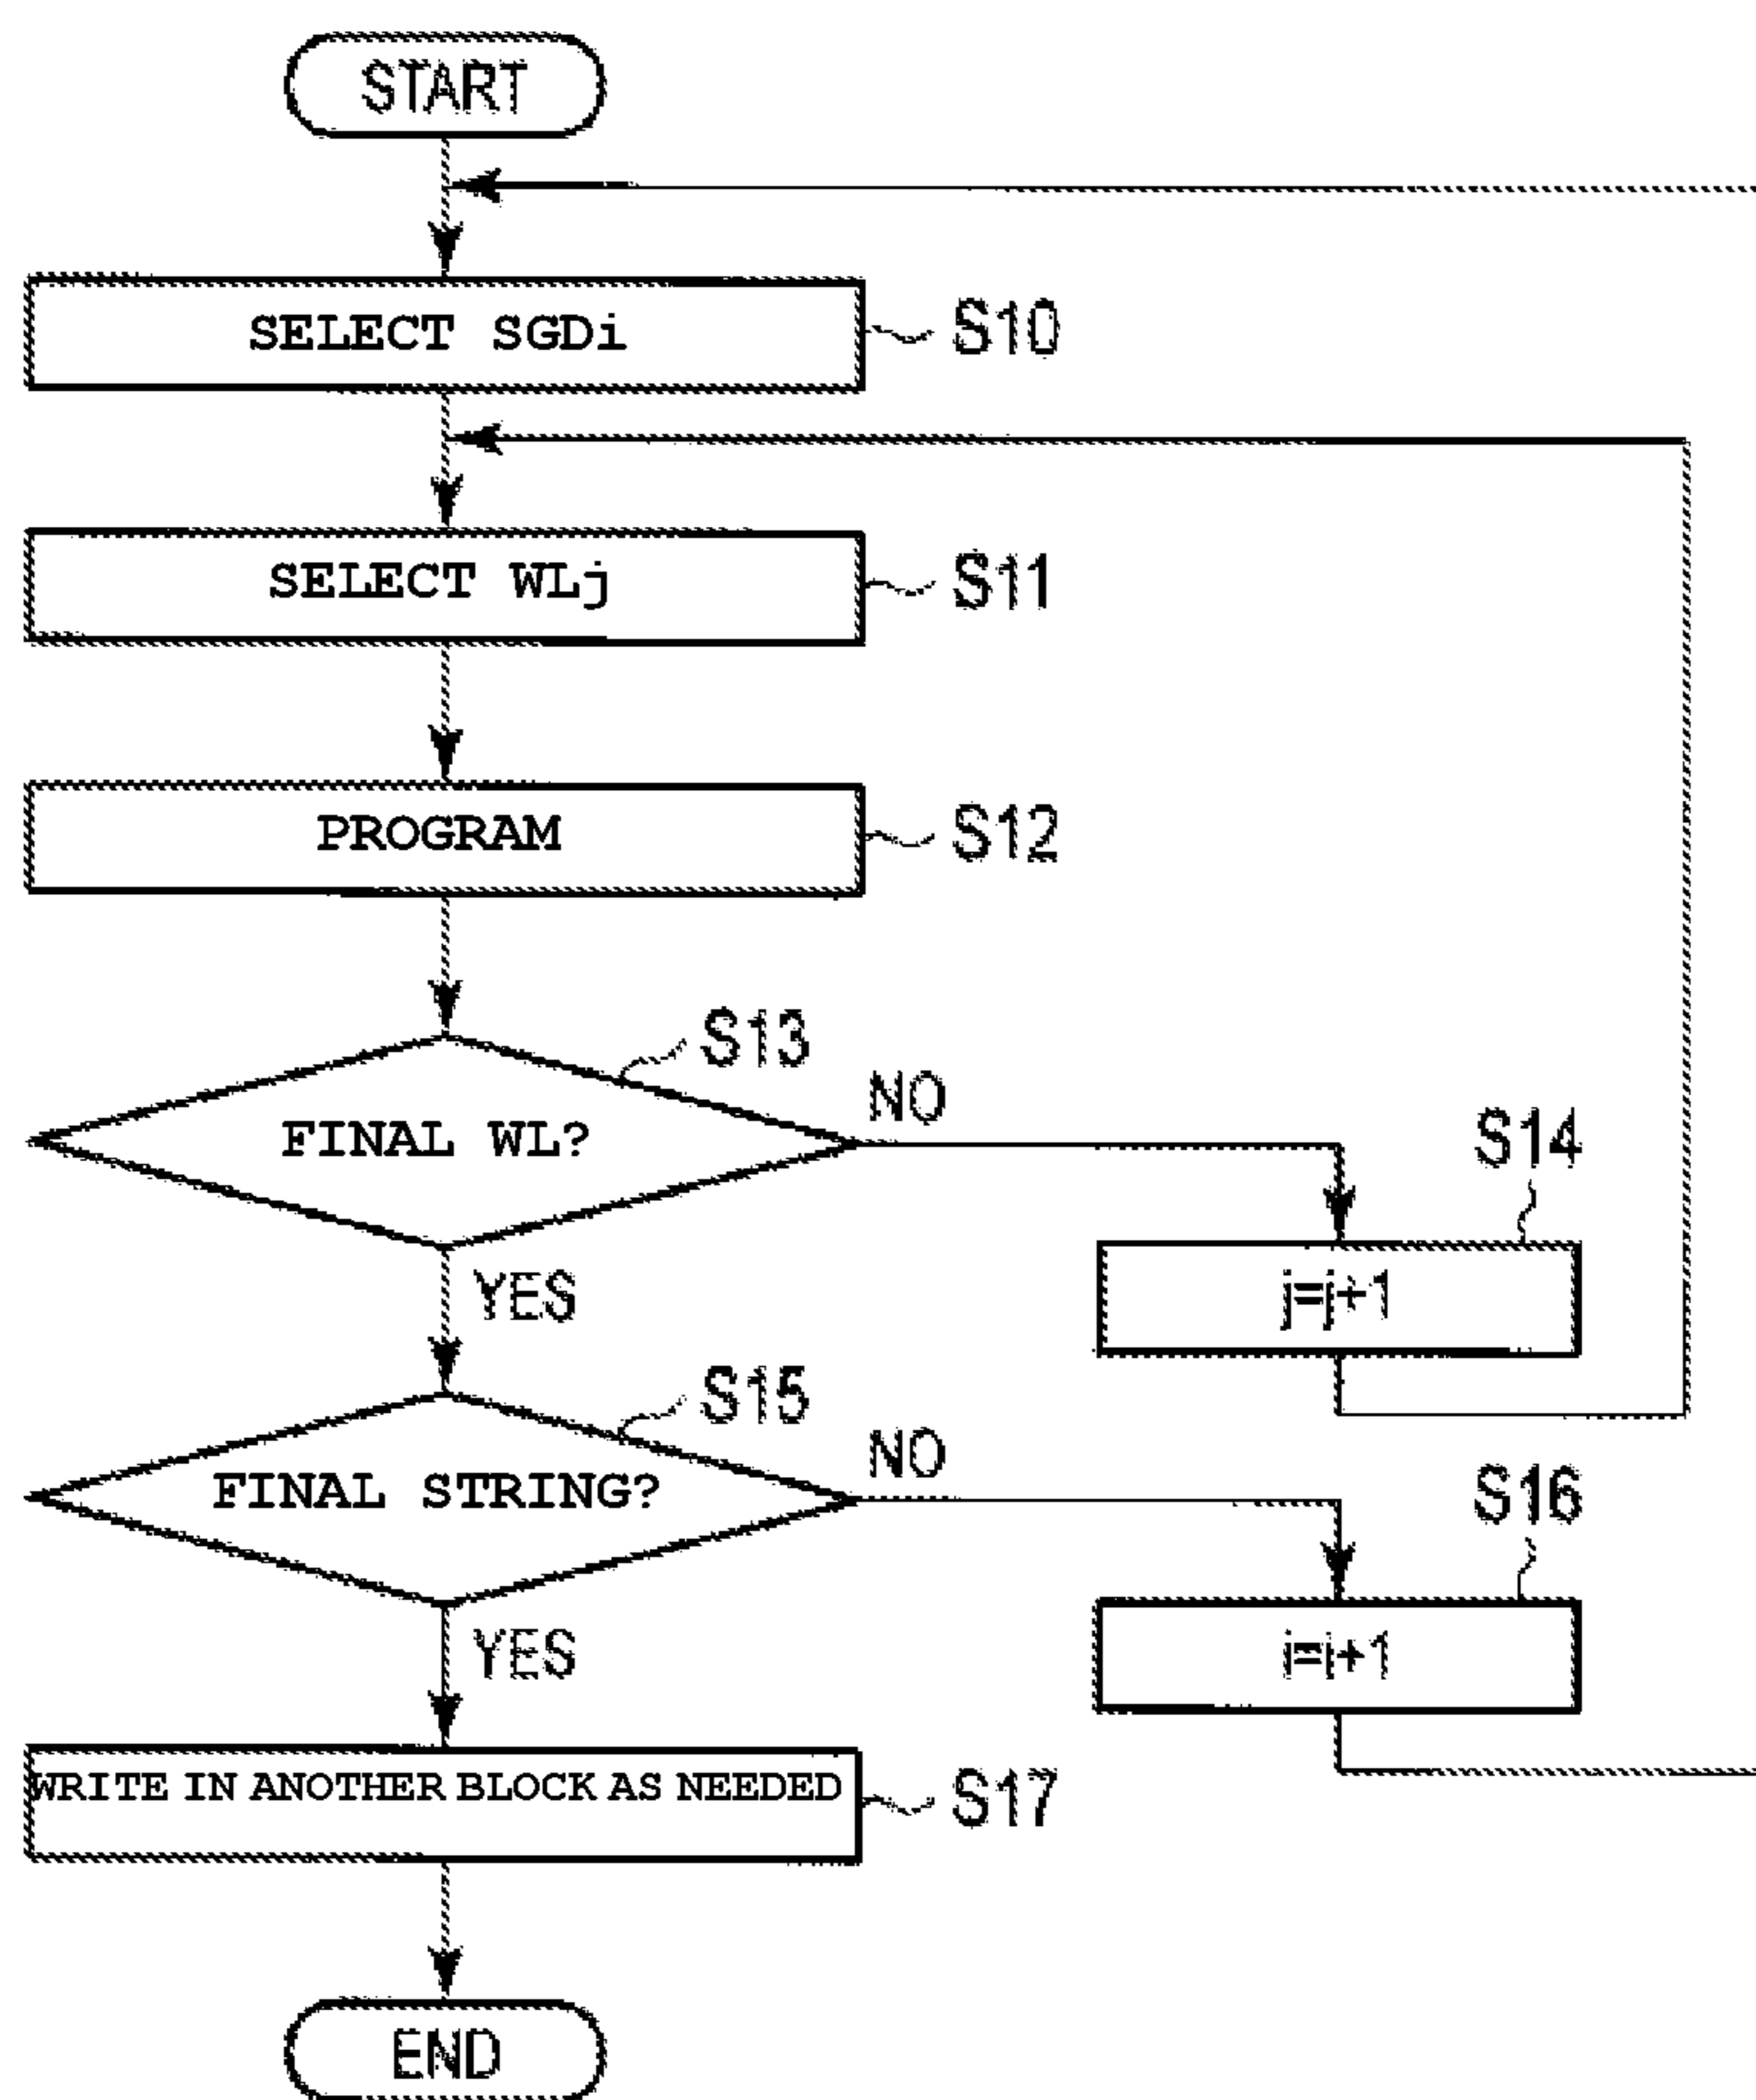 START
SELECT SGDi
S10
SELECT WLj
S11
PROGRAM
S12
S13
FINAL WL?
NO
S14
YES
j=j+1
S15
FINAL STRING?
NO
S16
YES
i=i+1
WRITE IN ANOTHER BLOCK AS NEEDED
S17
END